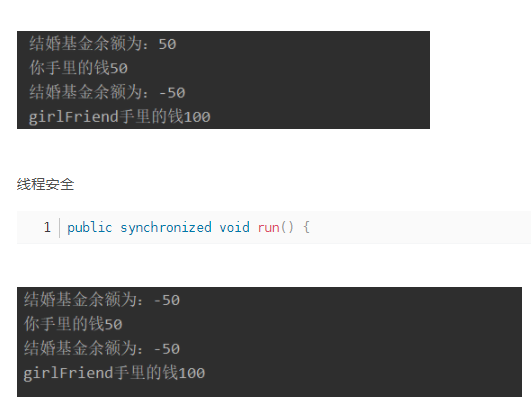 结婚基金余额为：50
你手里的钱50
结婚基金余额为：-50
girlFriend手里的钱100
线程安全
1 public synchronized void run() {
结婚基金余额为：-50
你手里的钱50
结婚基金余额为：-50
girlFriend手里的钱100